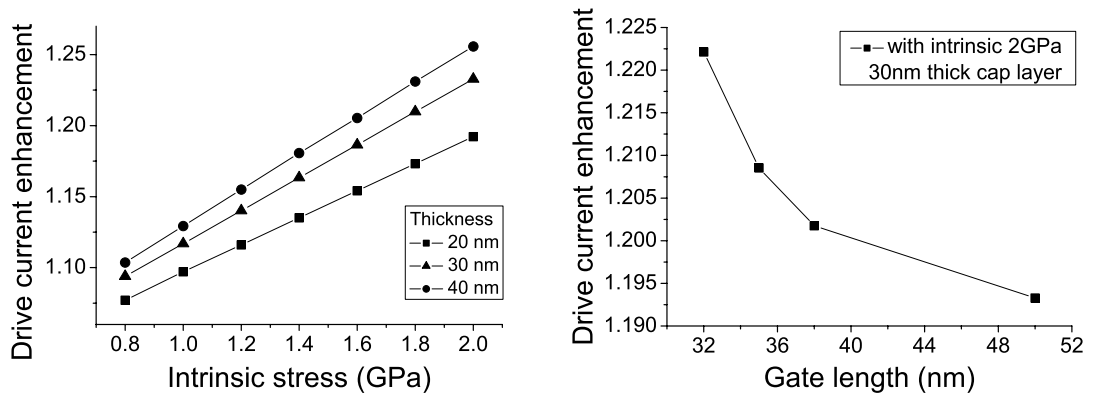 Drive current enhancement
1.25
1.20
1.15
1.10
Thickness
20 nm
30 nm
40 nm
0.8 1.0 1.2 1.4 1.6 1.8 2.0
Intrinsic stress (GPa)
Drive current enhancement
1.225
1.220
1.215
1.210
1.205
1.200
1.195
1.190
with intrinsic 2GPa
30nm thick cap layer
32 36 40 44 48 52
Gate length (nm)